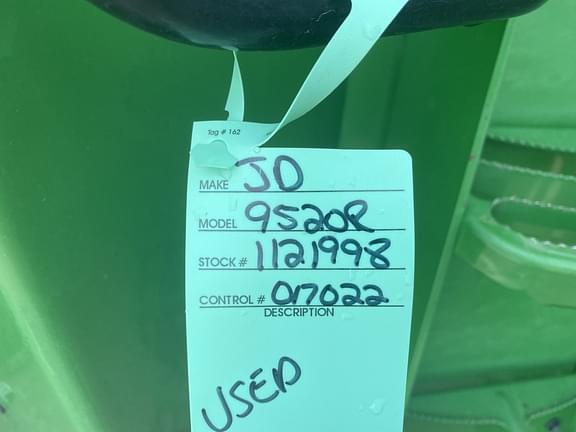 Tag # 162
MAKE JD
MODEL 9520R
STOCK # 1121998
CONTROL # 017022
DESCRIPTION
USED